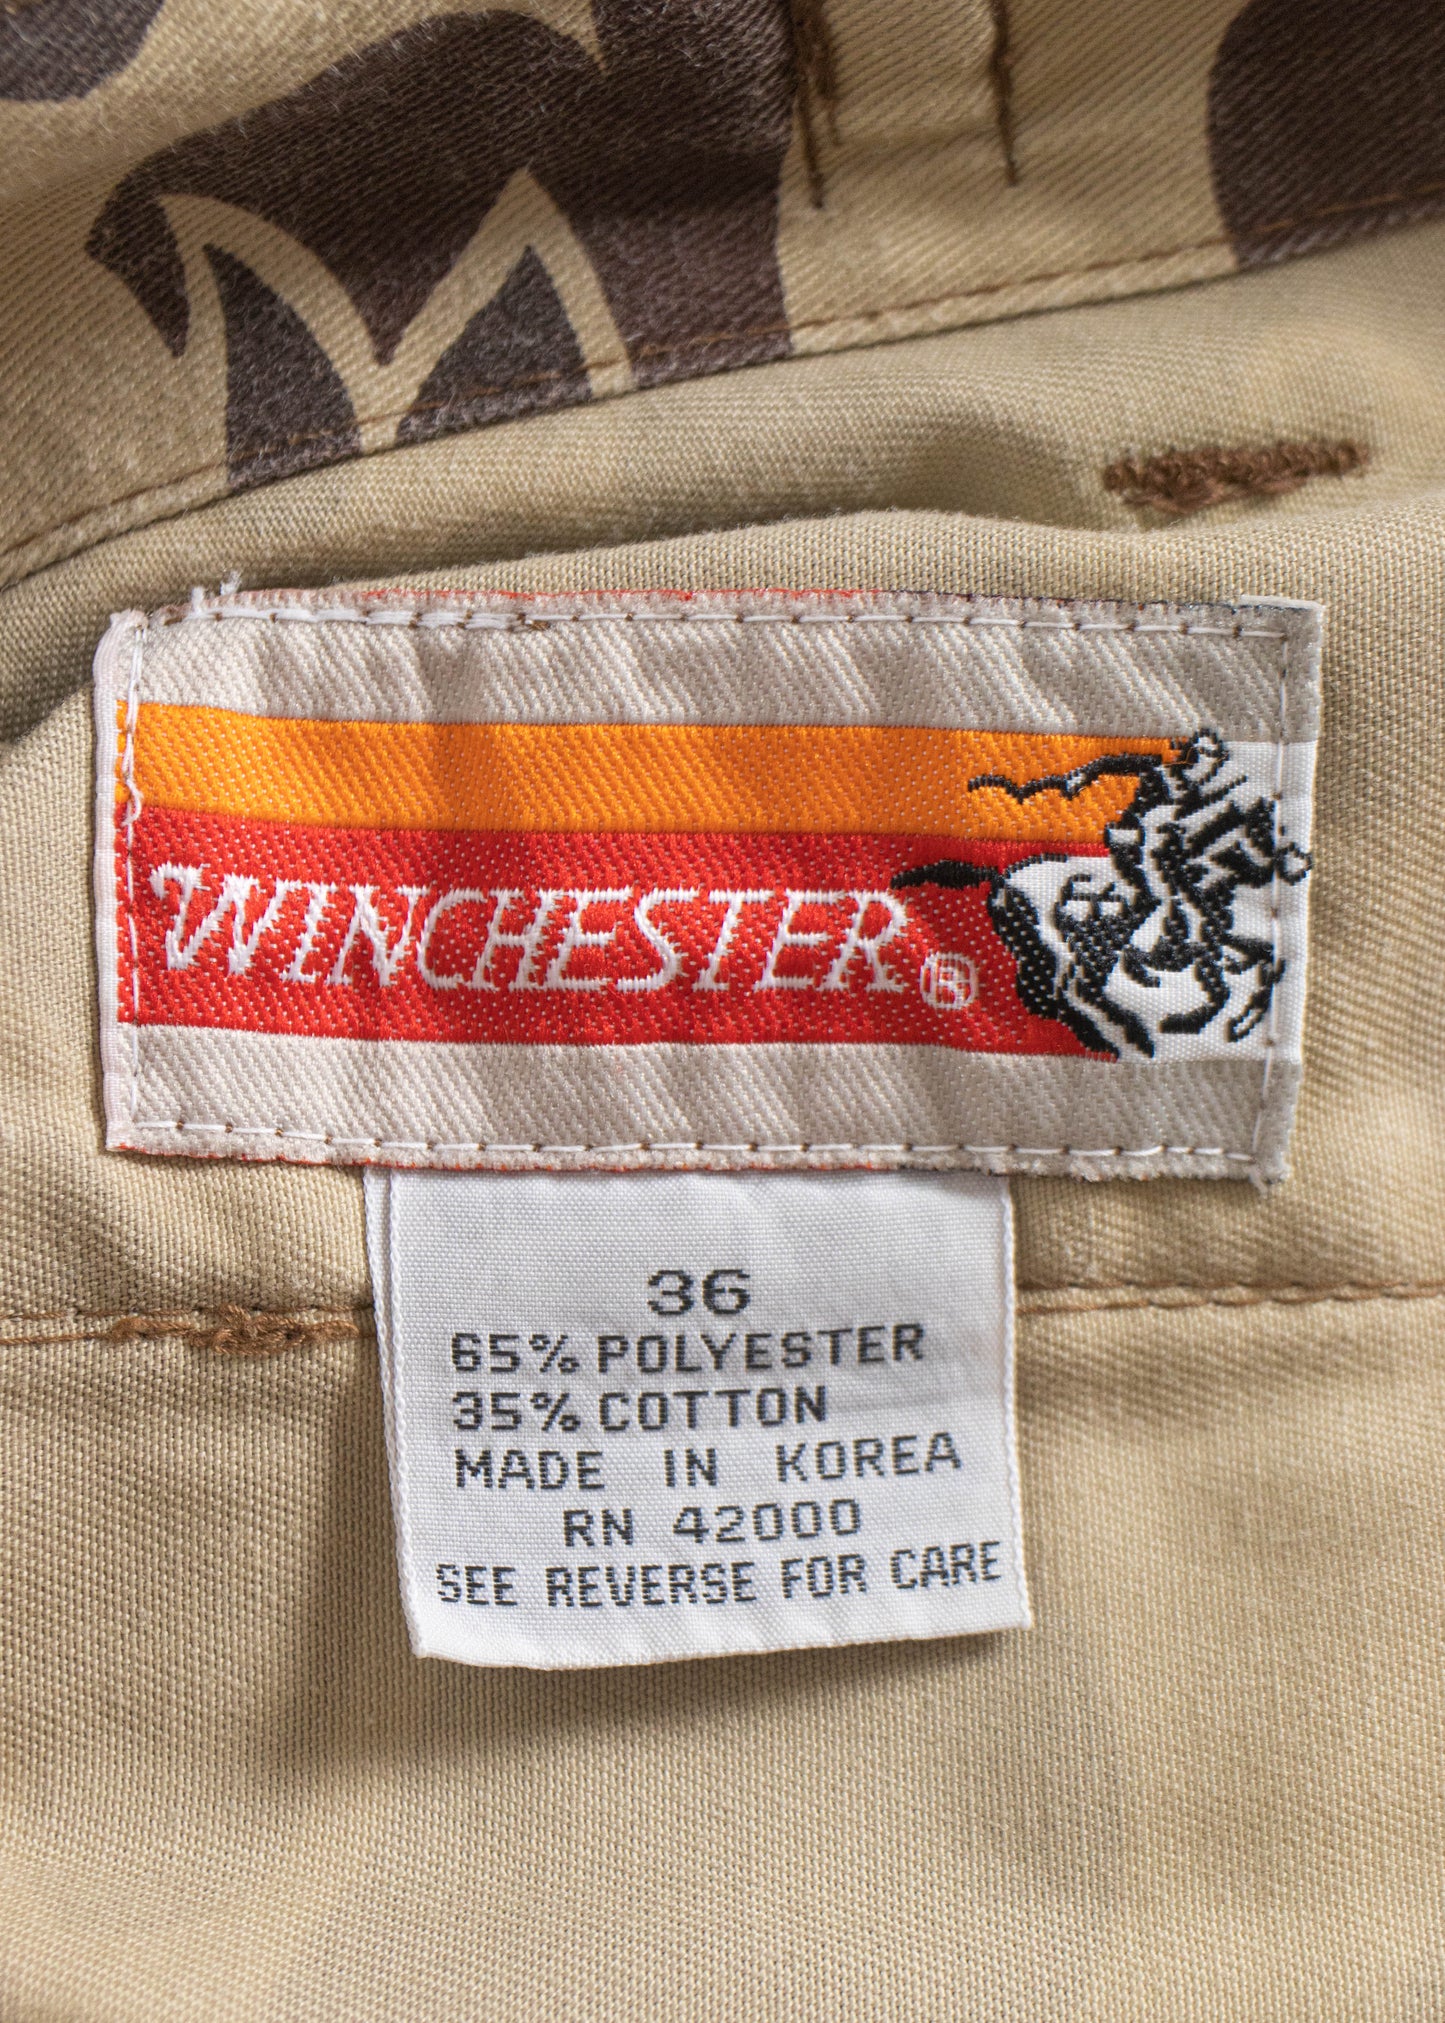 WINCHESTER®
36
65% POLYESTER
35% COTTON
MADE IN KOREA
RN 42000
SEE REVERSE FOR CARE